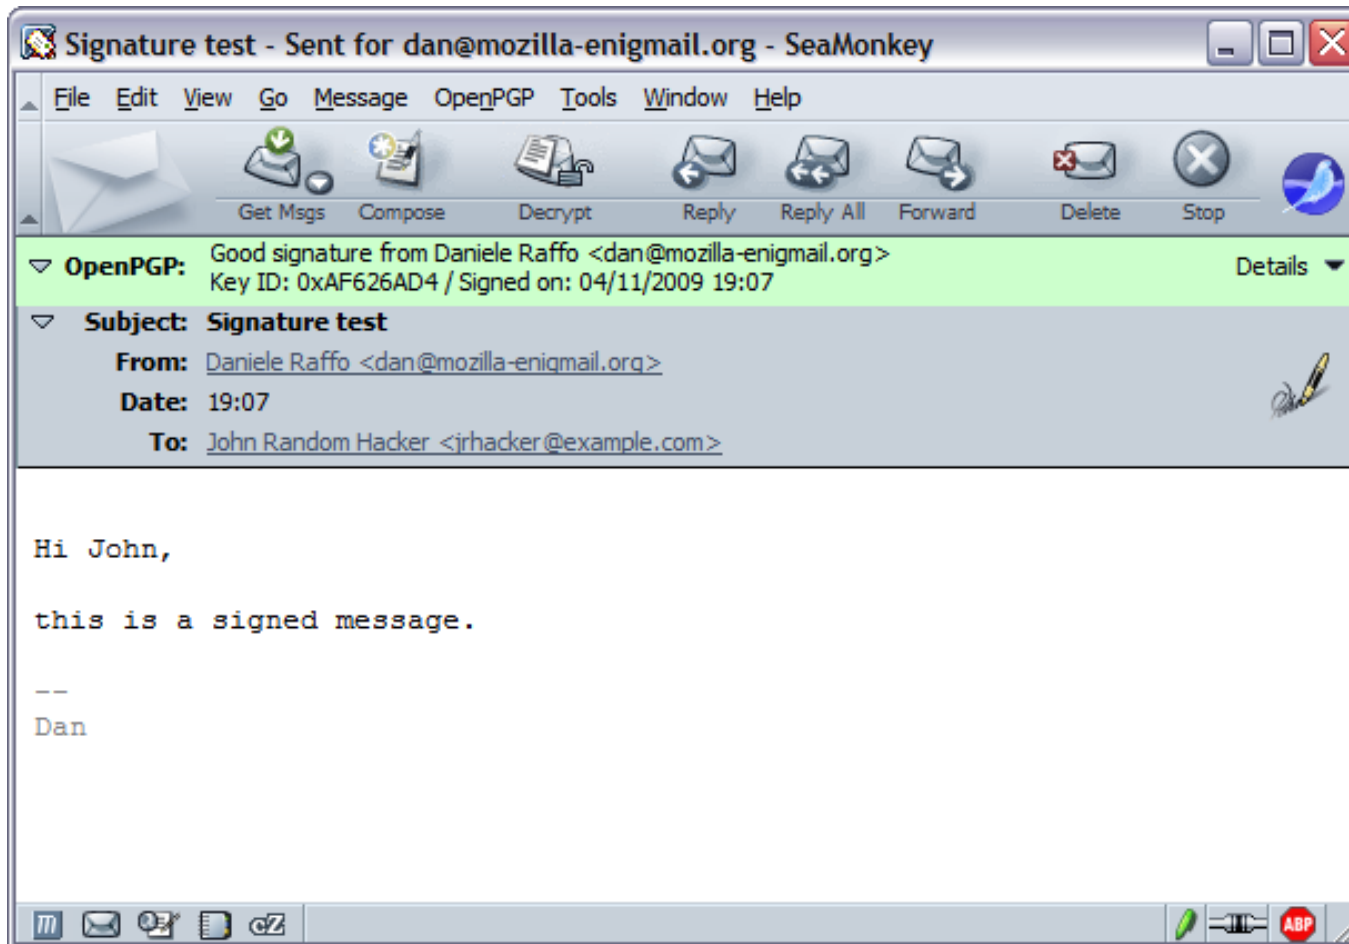 Signature test - Sent for dan@mozilla-enigmail.org - SeaMonkey
File Edit View Go Message OpenPGP Tools Window Help
Get Msgs Compose Decrypt Reply Reply All Forward Delete Stop
OpenPGP: Good signature from Daniele Raffo <dan@mozilla-enigmail.org>
Key ID: 0xAF626AD4 / Signed on: 04/11/2009 19:07
Details
Subject: Signature test
From: Daniele Raffo <dan@mozilla-enigmail.org>
Date: 19:07
To: John Random Hacker <jrhacker@example.com>
Hi John,
this is a signed message.
--
Dan
m cZ ABP